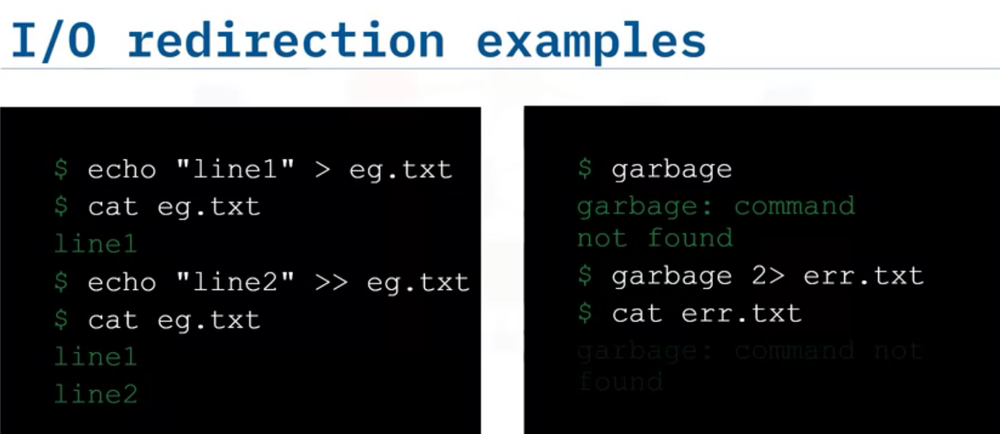 I/O redirection examples
$ echo "line1" > eg.txt
$ cat eg.txt
line1
$ echo "line2" >> eg.txt
$ cat eg.txt
line1
line2
$ garbage
garbage: command
not found
$ garbage 2> err.txt
$ cat err.txt
garbage: command not
found